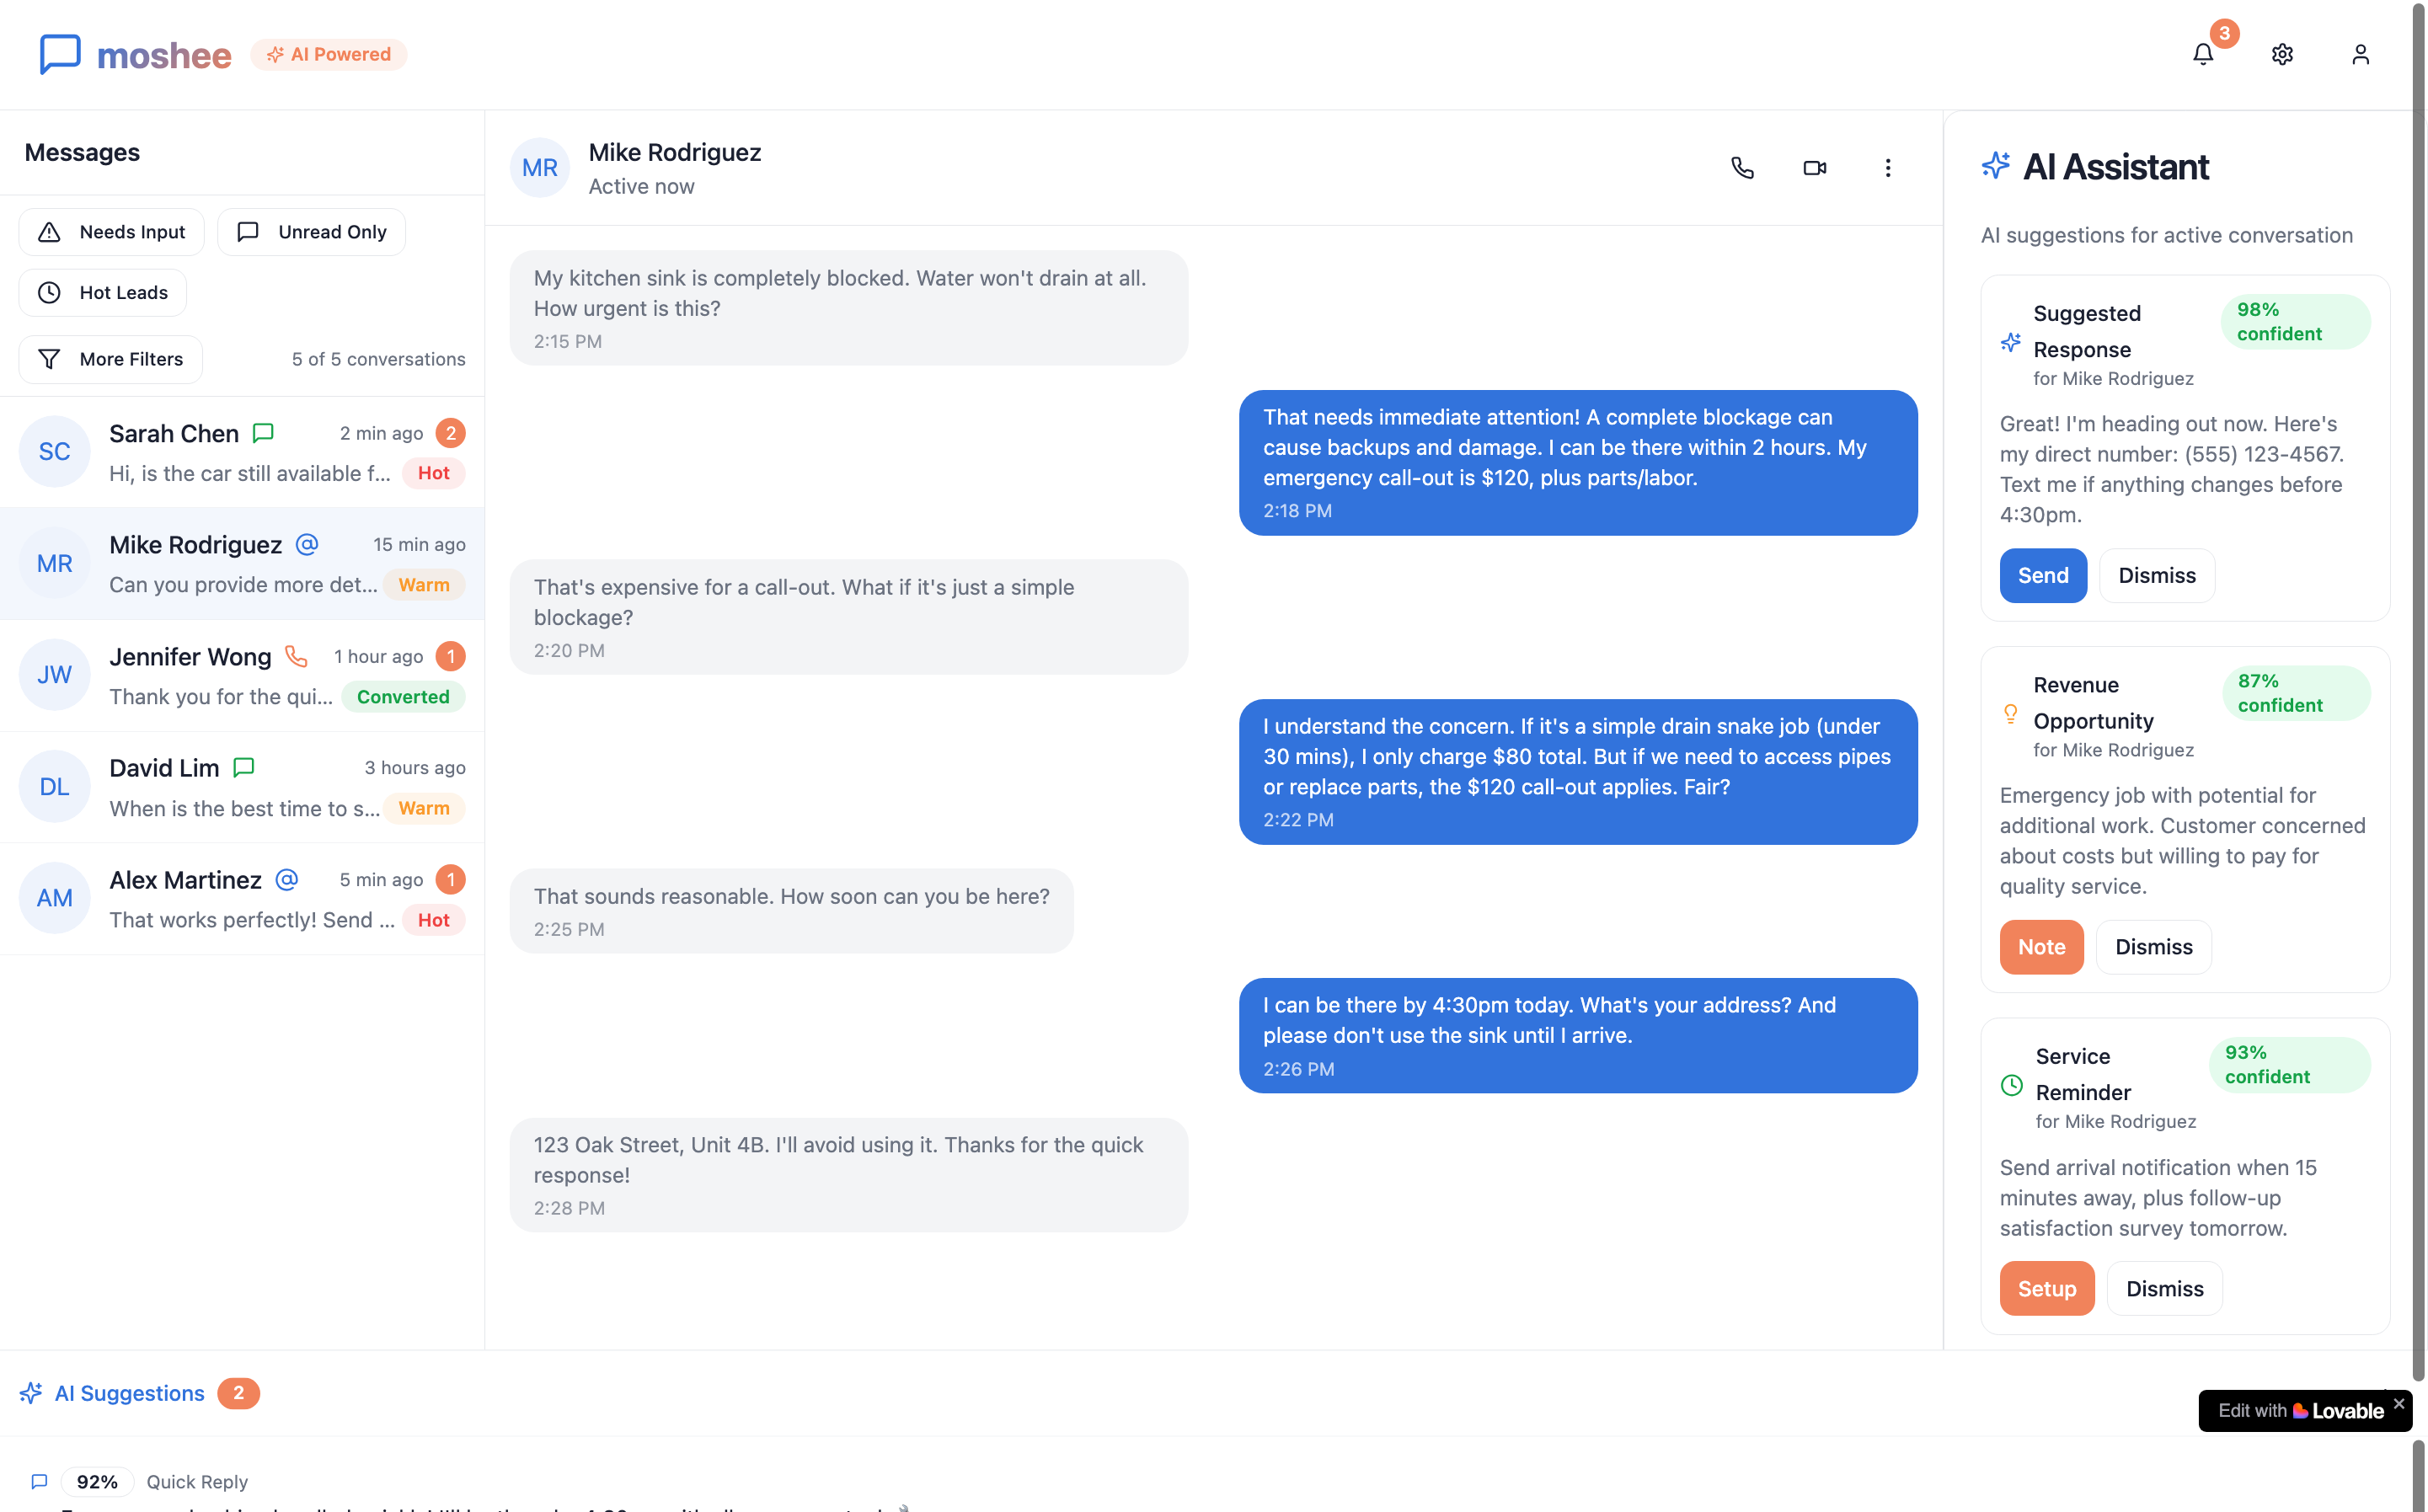 moshee
AI Powered
3
Messages
Needs Input
Unread Only
Hot Leads
More Filters
5 of 5 conversations
SC
Sarah Chen
2 min ago
2
Hi, is the car still available f...
Hot
MR
Mike Rodriguez
15 min ago
Can you provide more det...
Warm
JW
Jennifer Wong
1 hour ago
1
Thank you for the qui...
Converted
DL
David Lim
3 hours ago
When is the best time to s...
Warm
AM
Alex Martinez
5 min ago
1
That works perfectly! Send ...
Hot
MR
Mike Rodriguez
Active now
My kitchen sink is completely blocked. Water won't drain at all.
How urgent is this?
2:15 PM
That needs immediate attention! A complete blockage can
cause backups and damage. I can be there within 2 hours. My
emergency call-out is $120, plus parts/labor.
2:18 PM
That's expensive for a call-out. What if it's just a simple
blockage?
2:20 PM
I understand the concern. If it's a simple drain snake job (under
30 mins), I only charge $80 total. But if we need to access pipes
or replace parts, the $120 call-out applies. Fair?
2:22 PM
That sounds reasonable. How soon can you be here?
2:25 PM
I can be there by 4:30pm today. What's your address? And
please don't use the sink until I arrive.
2:26 PM
123 Oak Street, Unit 4B. I'll avoid using it. Thanks for the quick
response!
2:28 PM
AI Assistant
AI suggestions for active conversation
Suggested
Response
for Mike Rodriguez
98%
confident
Great! I'm heading out now. Here's
my direct number: (555) 123-4567.
Text me if anything changes before
4:30pm.
Send
Dismiss
Revenue
Opportunity
for Mike Rodriguez
87%
confident
Emergency job with potential for
additional work. Customer concerned
about costs but willing to pay for
quality service.
Note
Dismiss
Service
Reminder
for Mike Rodriguez
93%
confident
Send arrival notification when 15
minutes away, plus follow-up
satisfaction survey tomorrow.
Setup
Dismiss
AI Suggestions
2
Edit with Lovable
92%
Quick Reply